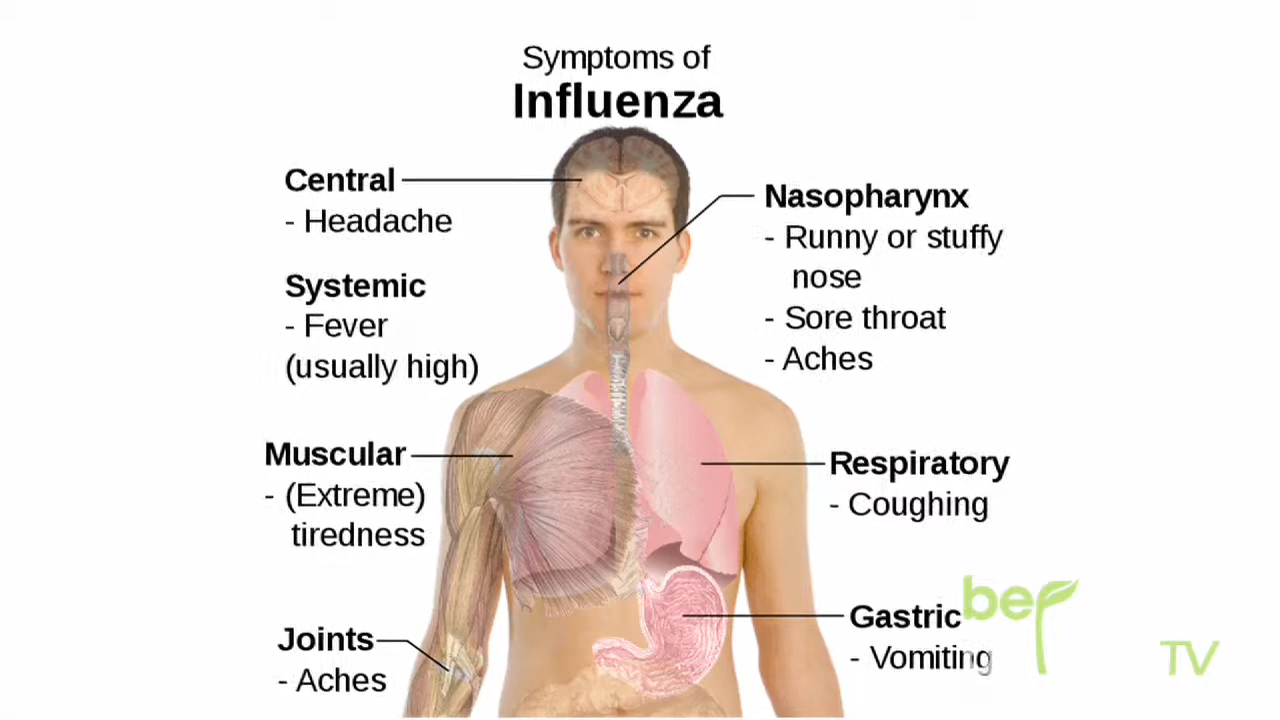 Symptoms of
Influenza
Central
- Headache
Systemic
- Fever
(usually high)
Muscular
- (Extreme)
tiredness
Joints
- Aches
Nasopharynx
- Runny or stuffy
nose
- Sore throat
- Aches
Respiratory
- Coughing
Gastric
- Vomiting
TV